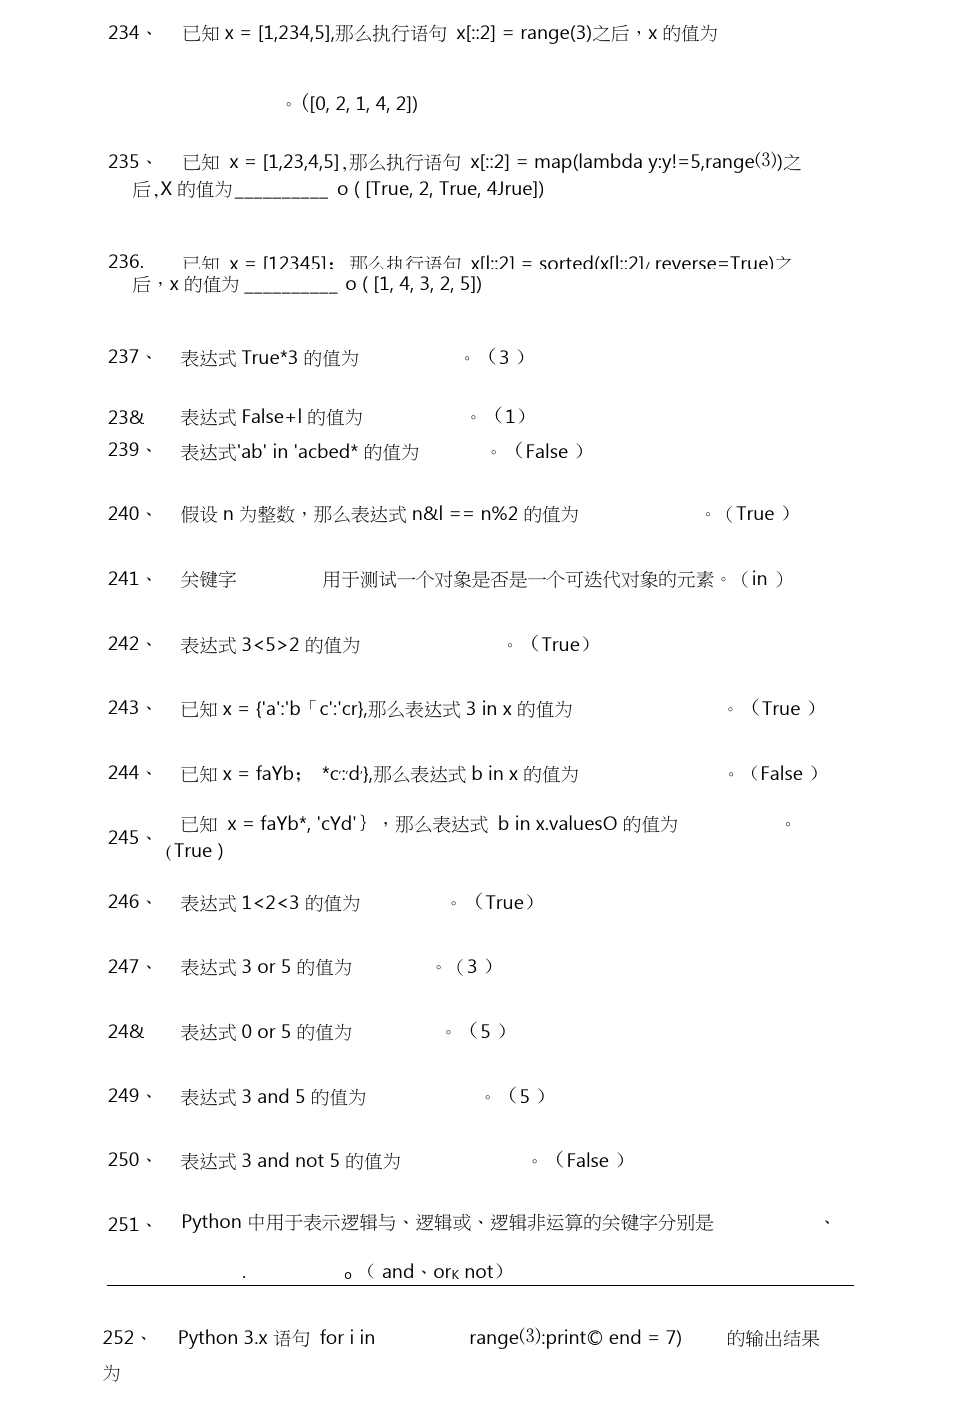 234、 已知 x = [1,234,5],那么执行语句 x[::2] = range(3)之后，x 的值为
。([0, 2, 1, 4, 2])
235、 已知 x = [1,23,4,5],那么执行语句 x[::2] = map(lambda y:y!=5,range(3))之
后,X 的值为__________ o ( [True, 2, True, 4Jrue])
236. 已知 x = [12345]；那么执行语句 x[l::2] = sorted(x[l::2]/ reverse=True)之
后，x 的值为 __________ o ( [1, 4, 3, 2, 5])
237、 表达式 True*3 的值为 。（3 ）
23& 表达式 False+l 的值为 。（1）
239、 表达式'ab' in 'acbed* 的值为 。（False ）
240、 假设 n 为整数，那么表达式 n&l == n%2 的值为 。（True ）
241、 关键字 用于测试一个对象是否是一个可迭代对象的元素。（in ）
242、 表达式 3<5>2 的值为 。（True）
243、 已知 x = {'a':'b「c':'cr},那么表达式 3 in x 的值为 。（True ）
244、 已知 x = faYb； *c::d·},那么表达式 b in x 的值为 。（False ）
245、 已知 x = faYb*, 'cYd'｝，那么表达式 b in x.valuesO 的值为 。
（True )
246、 表达式 1<2<3 的值为 。（True）
247、 表达式 3 or 5 的值为 。（3 ）
24& 表达式 0 or 5 的值为 。（5 ）
249、 表达式 3 and 5 的值为 。（5 ）
250、 表达式 3 and not 5 的值为 。（False ）
251、 Python 中用于表示逻辑与、逻辑或、逻辑非运算的关键字分别是 、
. o （ and、orK not）
252、 Python 3.x 语句 for i in range(3):print© end = 7) 的输出结果
为